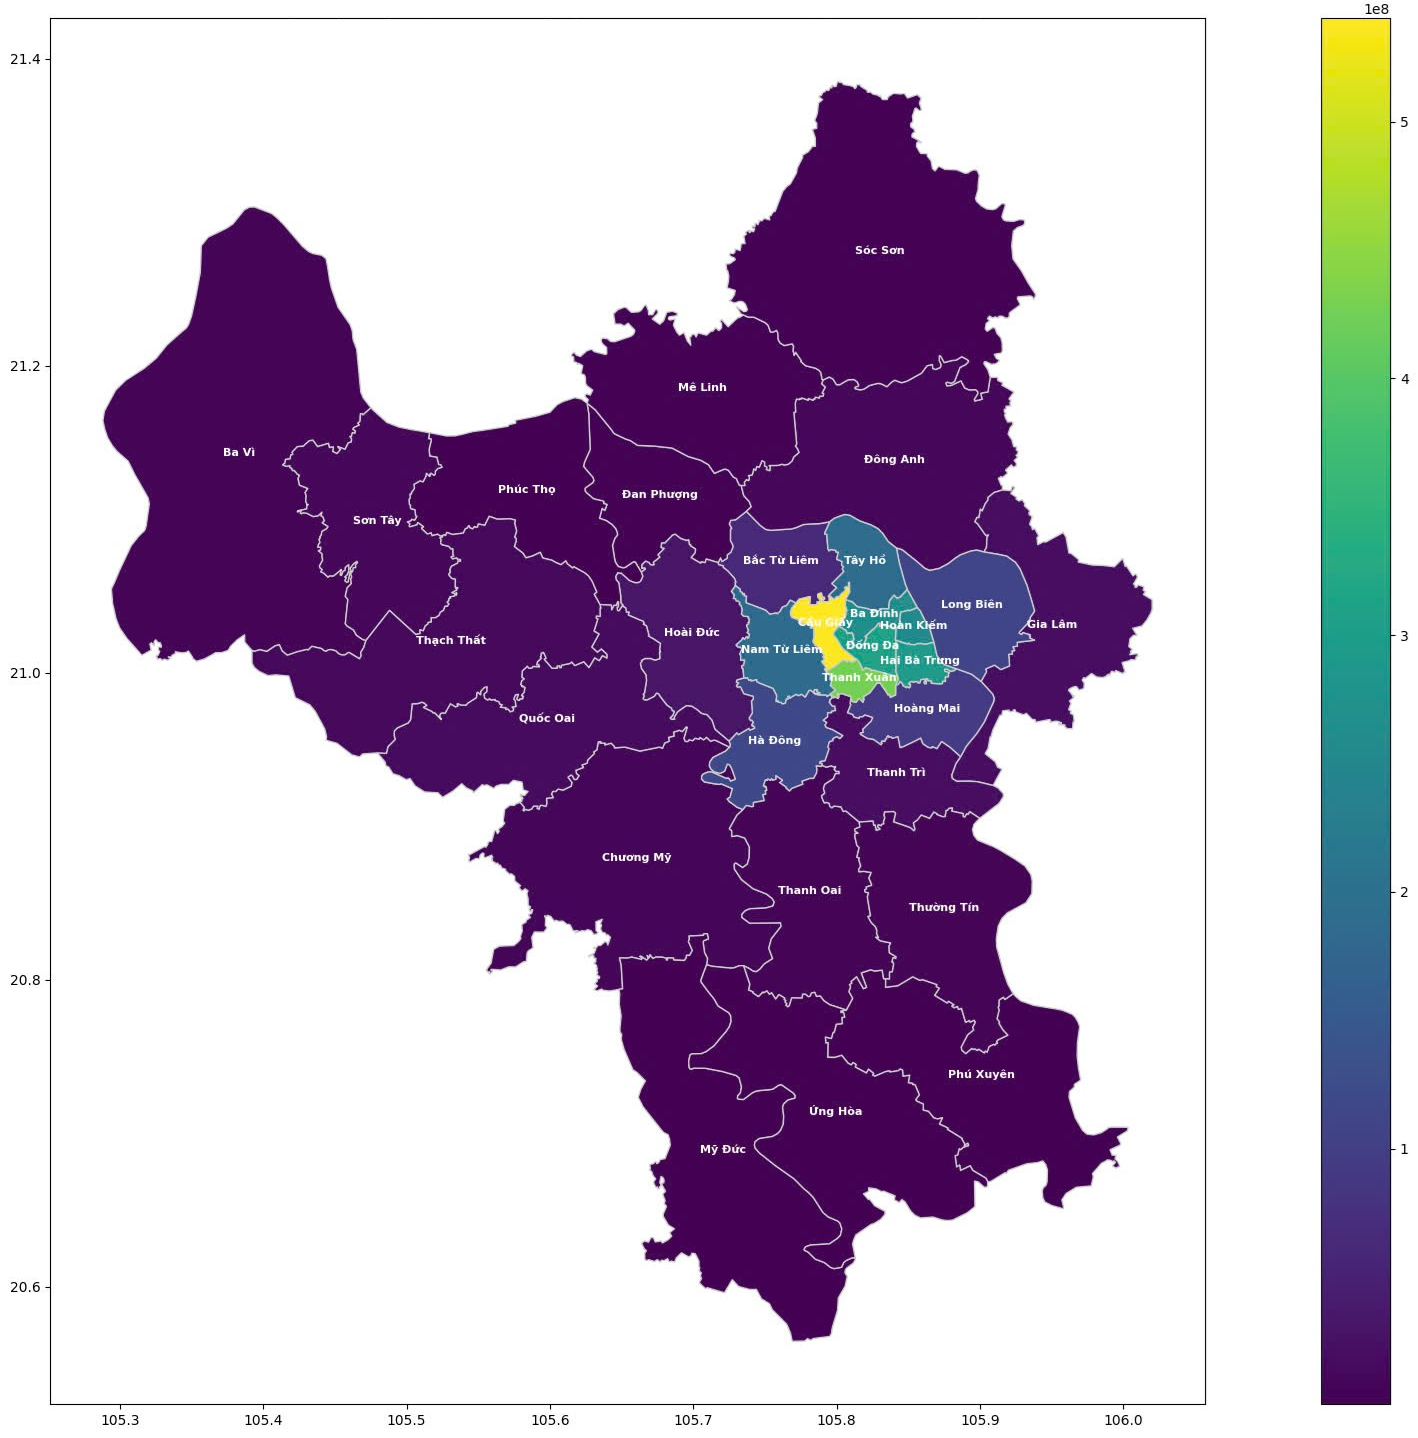 1e8
21.4
5
Sóc Sơn
21.2
4
Mê Linh
Ba Vì
Đông Anh
Phúc Thọ
Đan Phượng
Sơn Tây
Bắc Từ Liêm
Tây Hồ
Long Biên
Ba Đình
Cầu Giấy
Hoàn Kiếm
Gia Lâm
Hoài Đức
3
Thạch Thất
Đống Đa
Nam Từ Liêm
Hai Bà Trưng
21.0
Thanh Xuân
Hoàng Mai
Quốc Oai
Hà Đông
Thanh Trì
Chương Mỹ
Thanh Oai
2
Thường Tín
20.8
Phú Xuyên
Ứng Hòa
Mỹ Đức
1
20.6
105.3 105.4 105.5 105.6 105.7 105.8 105.9 106.0